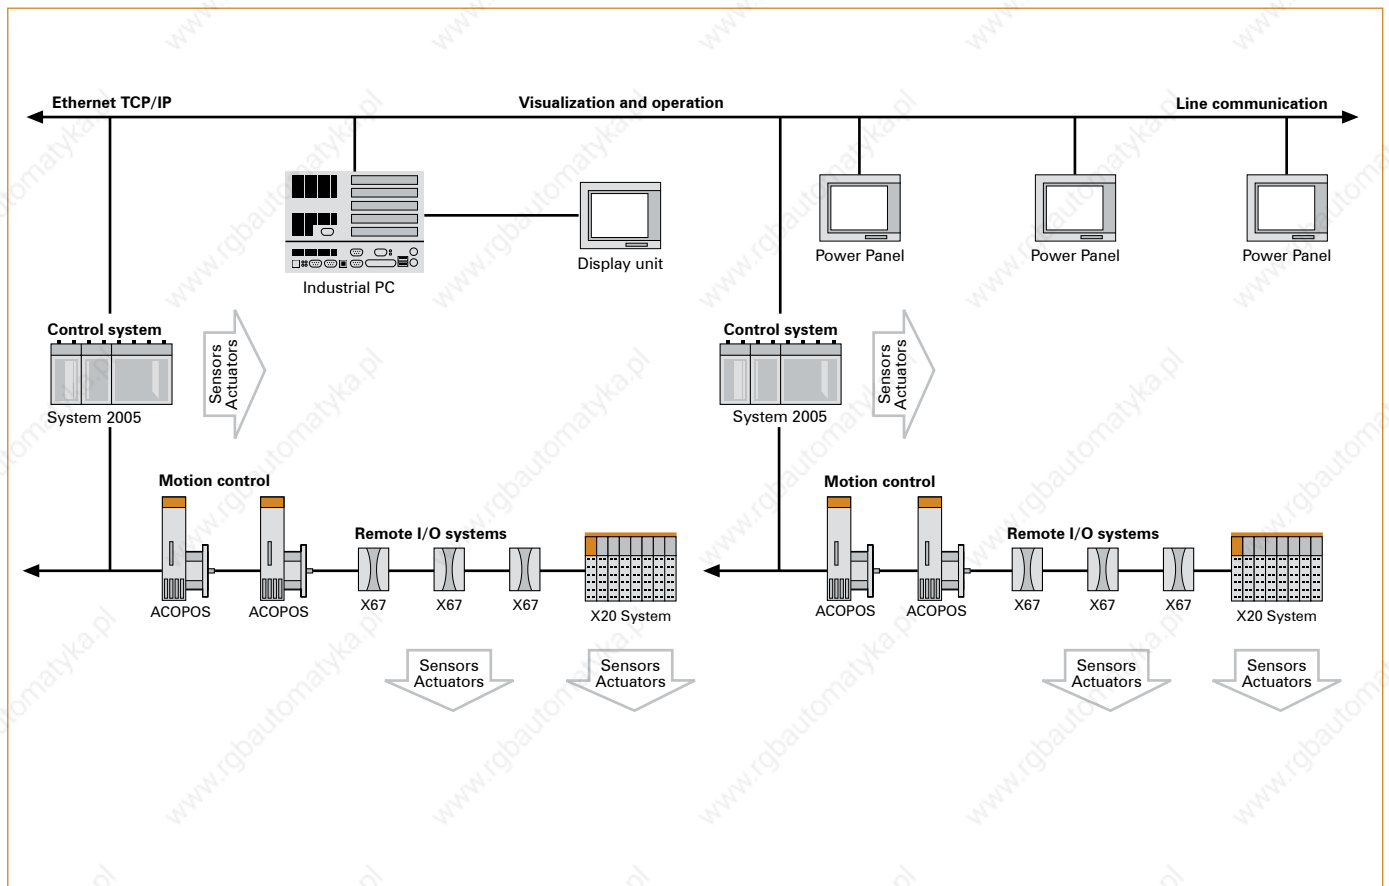 Ethernet TCP/IP
Visualization and operation
Line communication
Industrial PC
Display unit
Power Panel
Power Panel
Power Panel
Control system
Sensors
Actuators
System 2005
Control system
Sensors
Actuators
System 2005
Motion control
ACOPOS
ACOPOS
Remote I/O systems
X67
X67
X67
X20 System
Sensors
Actuators
Sensors
Actuators
Motion control
ACOPOS
ACOPOS
Remote I/O systems
X67
X67
X67
X20 System
Sensors
Actuators
Sensors
Actuators
www.rgbautomatyka.pl